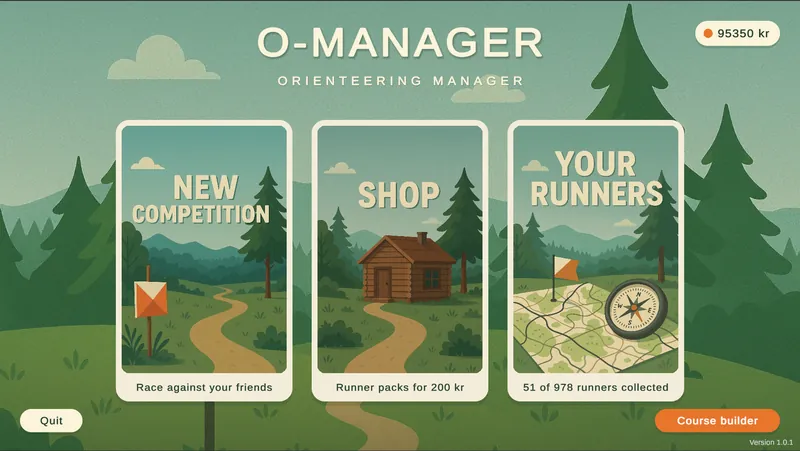 O-MANAGER
ORIENTEERING MANAGER
95350 kr
NEW
COMPETITION
Race against your friends
SHOP
Runner packs for 200 kr
YOUR
RUNNERS
N
E
S
W
51 of 978 runners collected
Quit
Course builder
Version 1.0.1